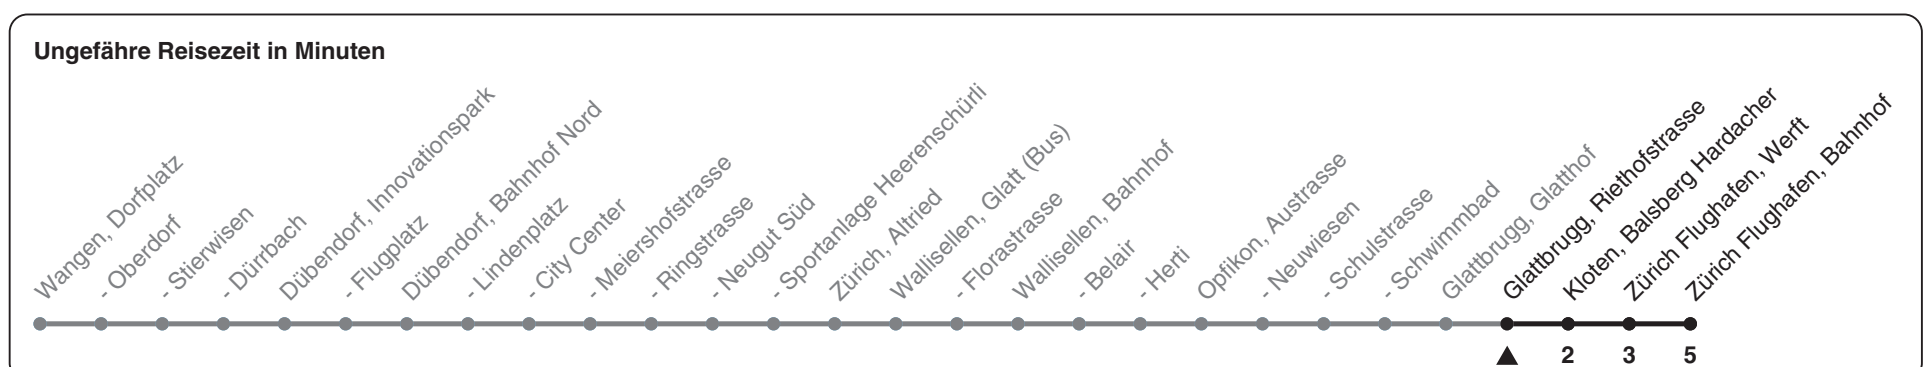 Ungefähre Reisezeit in Minuten
Wangen, Dorfplatz
- Oberdorf
- Stierwisen
- Dürrbach
Dübendorf, Innovationspark
- Flugplatz
Dübendorf, Bahnhof Nord
- Lindenplatz
- City Center
- Meiershofstrasse
- Ringstrasse
- Neugut Süd
- Sportanlage Heerenschürli
Zürich, Altried
Wallisellen, Glatt (Bus)
- Florastrasse
Wallisellen, Bahnhof
- Belair
- Herti
Opfikon, Austrasse
- Neuwiesen
- Schulstrasse
- Schwimmbad
Glattbrugg, Glatthof
Glattbrugg, Riethofstrasse
Kloten, Balsberg Hardacher
Zürich Flughafen, Werft
Zürich Flughafen, Bahnhof
2 3 5